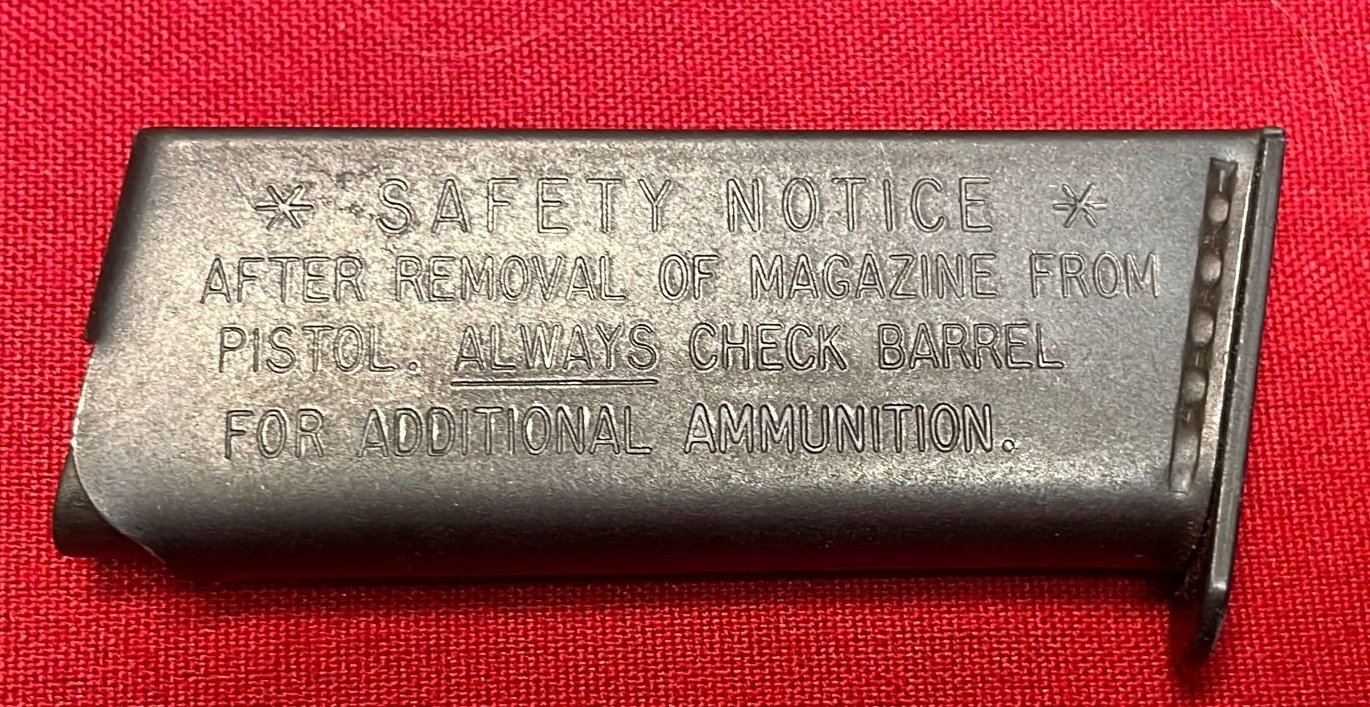 * SAFETY NOTICE *
AFTER REMOVAL OF MAGAZINE FROM
PISTOL. ALWAYS CHECK BARREL
FOR ADDITIONAL AMMUNITION.